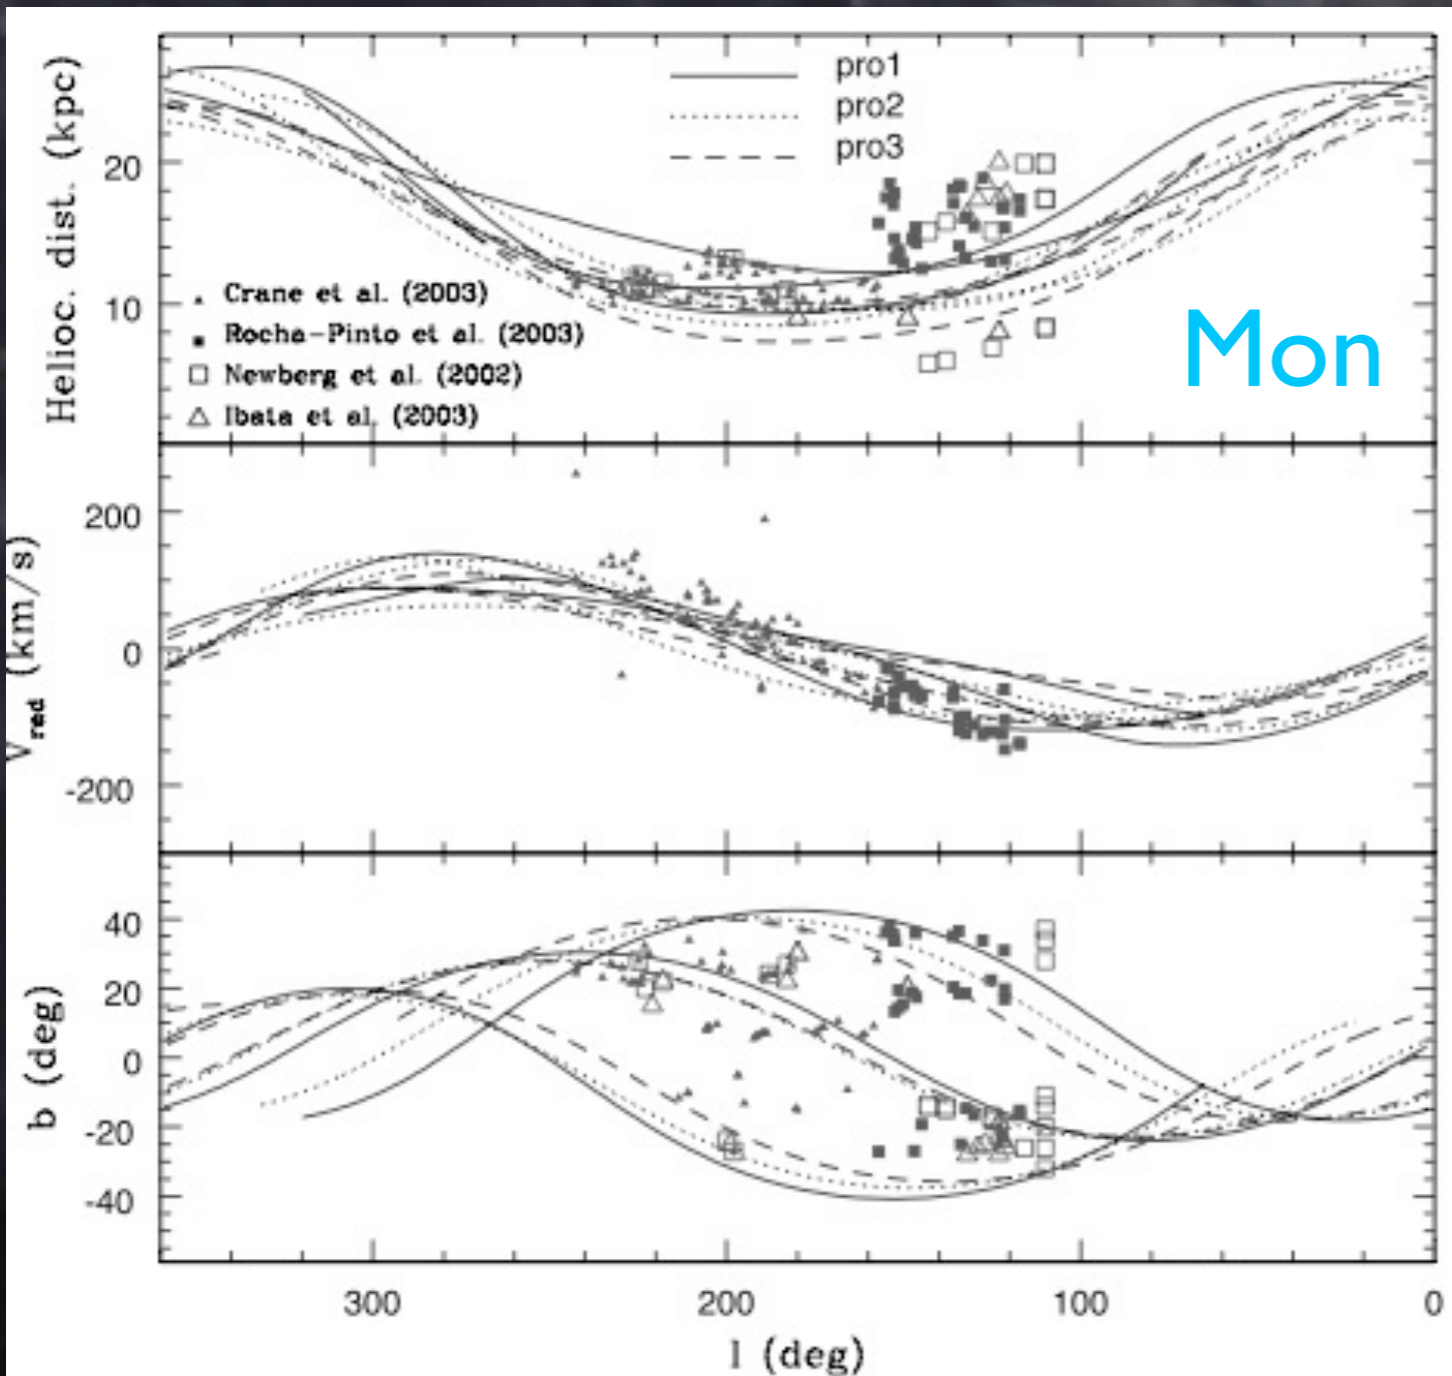 Helioc. dist. (kpc)
20
10
pro1
pro2
pro3
Crane et al. (2003)
Rocha-Pinto et al. (2003)
Newberg et al. (2002)
Ibata et al. (2003)
Mon
Vrad (km/s)
200
0
-200
b (deg)
40
20
0
-20
-40
300
200
100
0
l (deg)